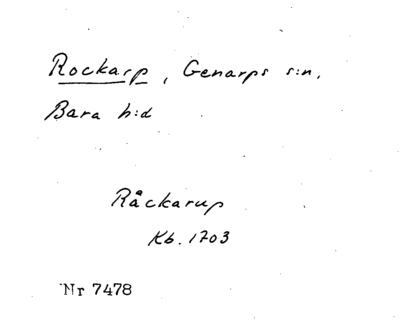 Rockarp, Genarps s:n,
Bara h:d
Råckarup
Kb. 1703
Nr 7478